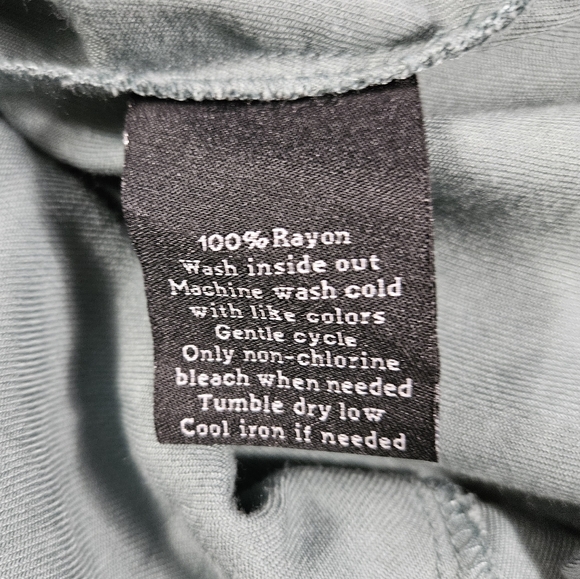 100% Rayon
Wash inside out
Machine wash cold
with like colors
Gentle cycle
Only non-chlorine
bleach when needed
Tumble dry low
Cool iron if needed